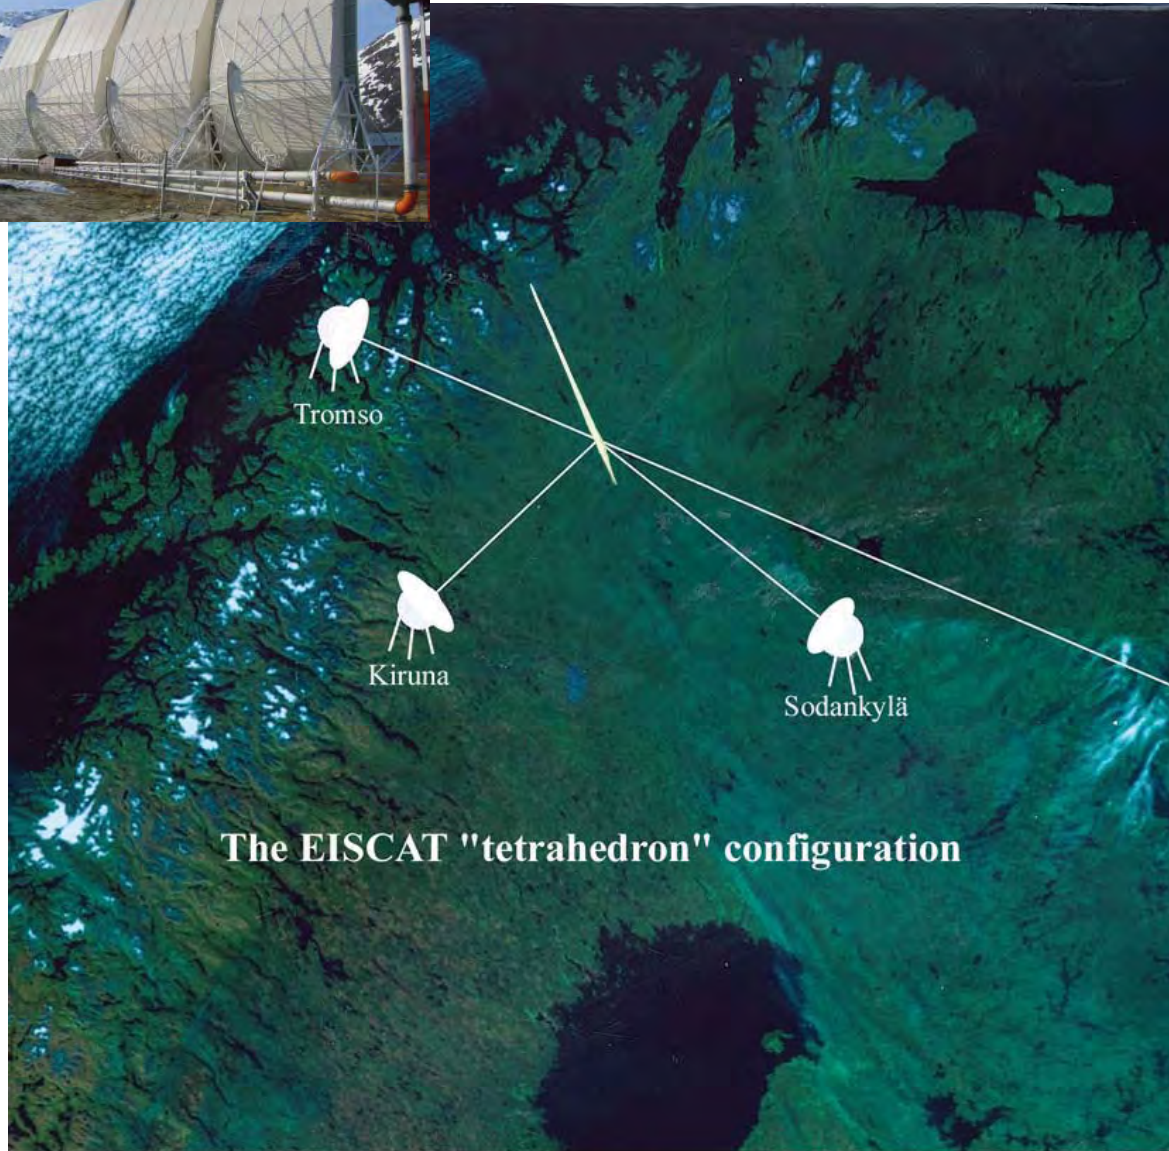 Tromso
Kiruna
Sodankylä
The EISCAT "tetrahedron" configuration